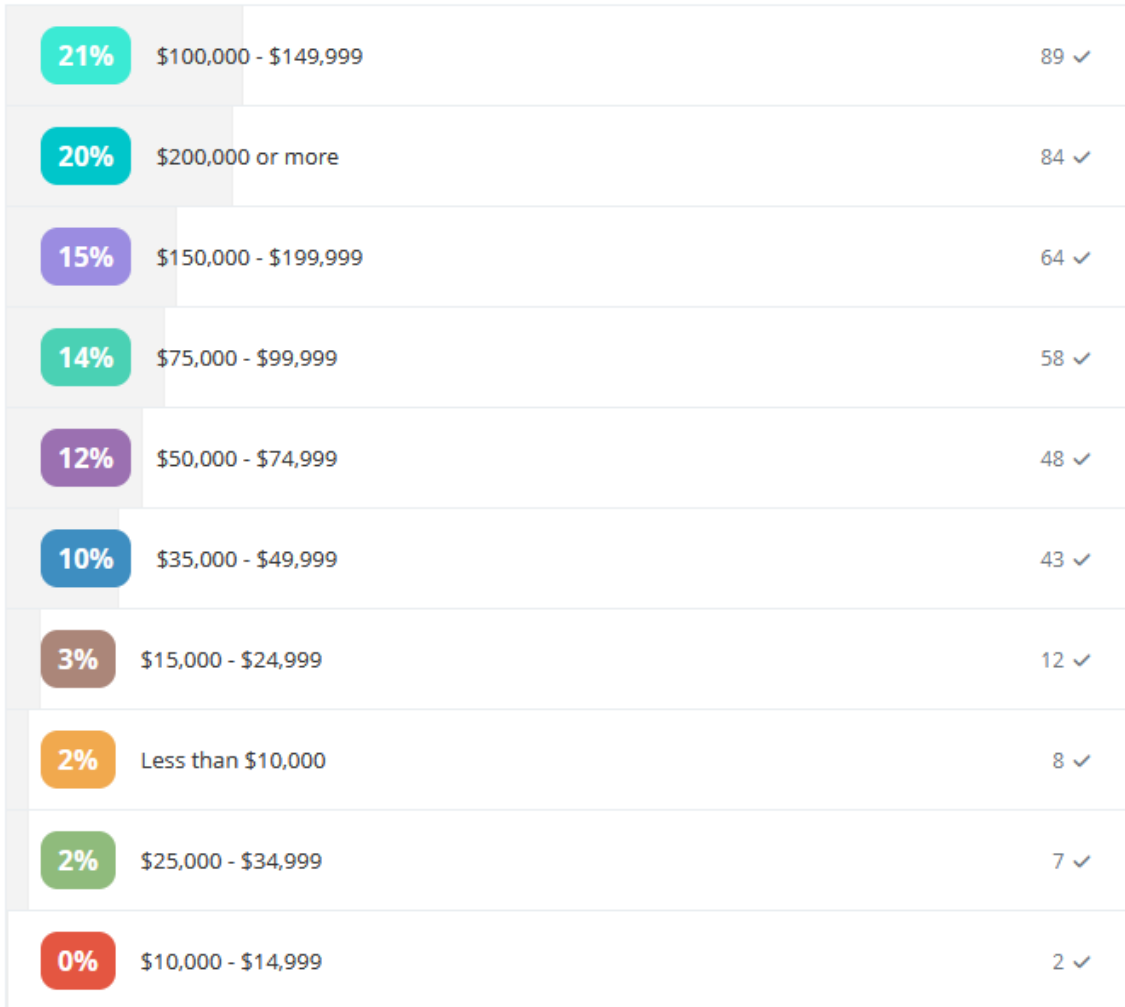 21% $100,000 - $149,999 89
20% $200,000 or more 84
15% $150,000 - $199,999 64
14% $75,000 - $99,999 58
12% $50,000 - $74,999 48
10% $35,000 - $49,999 43
3% $15,000 - $24,999 12
2% Less than $10,000 8
2% $25,000 - $34,999 7
0% $10,000 - $14,999 2